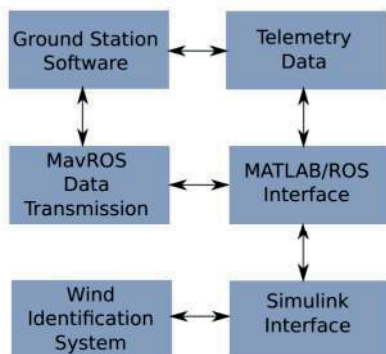 Ground Station
Software
Telemetry
Data
MavROS
Data
Transmission
MATLAB/ROS
Interface
Wind
Identification
System
Simulink
Interface